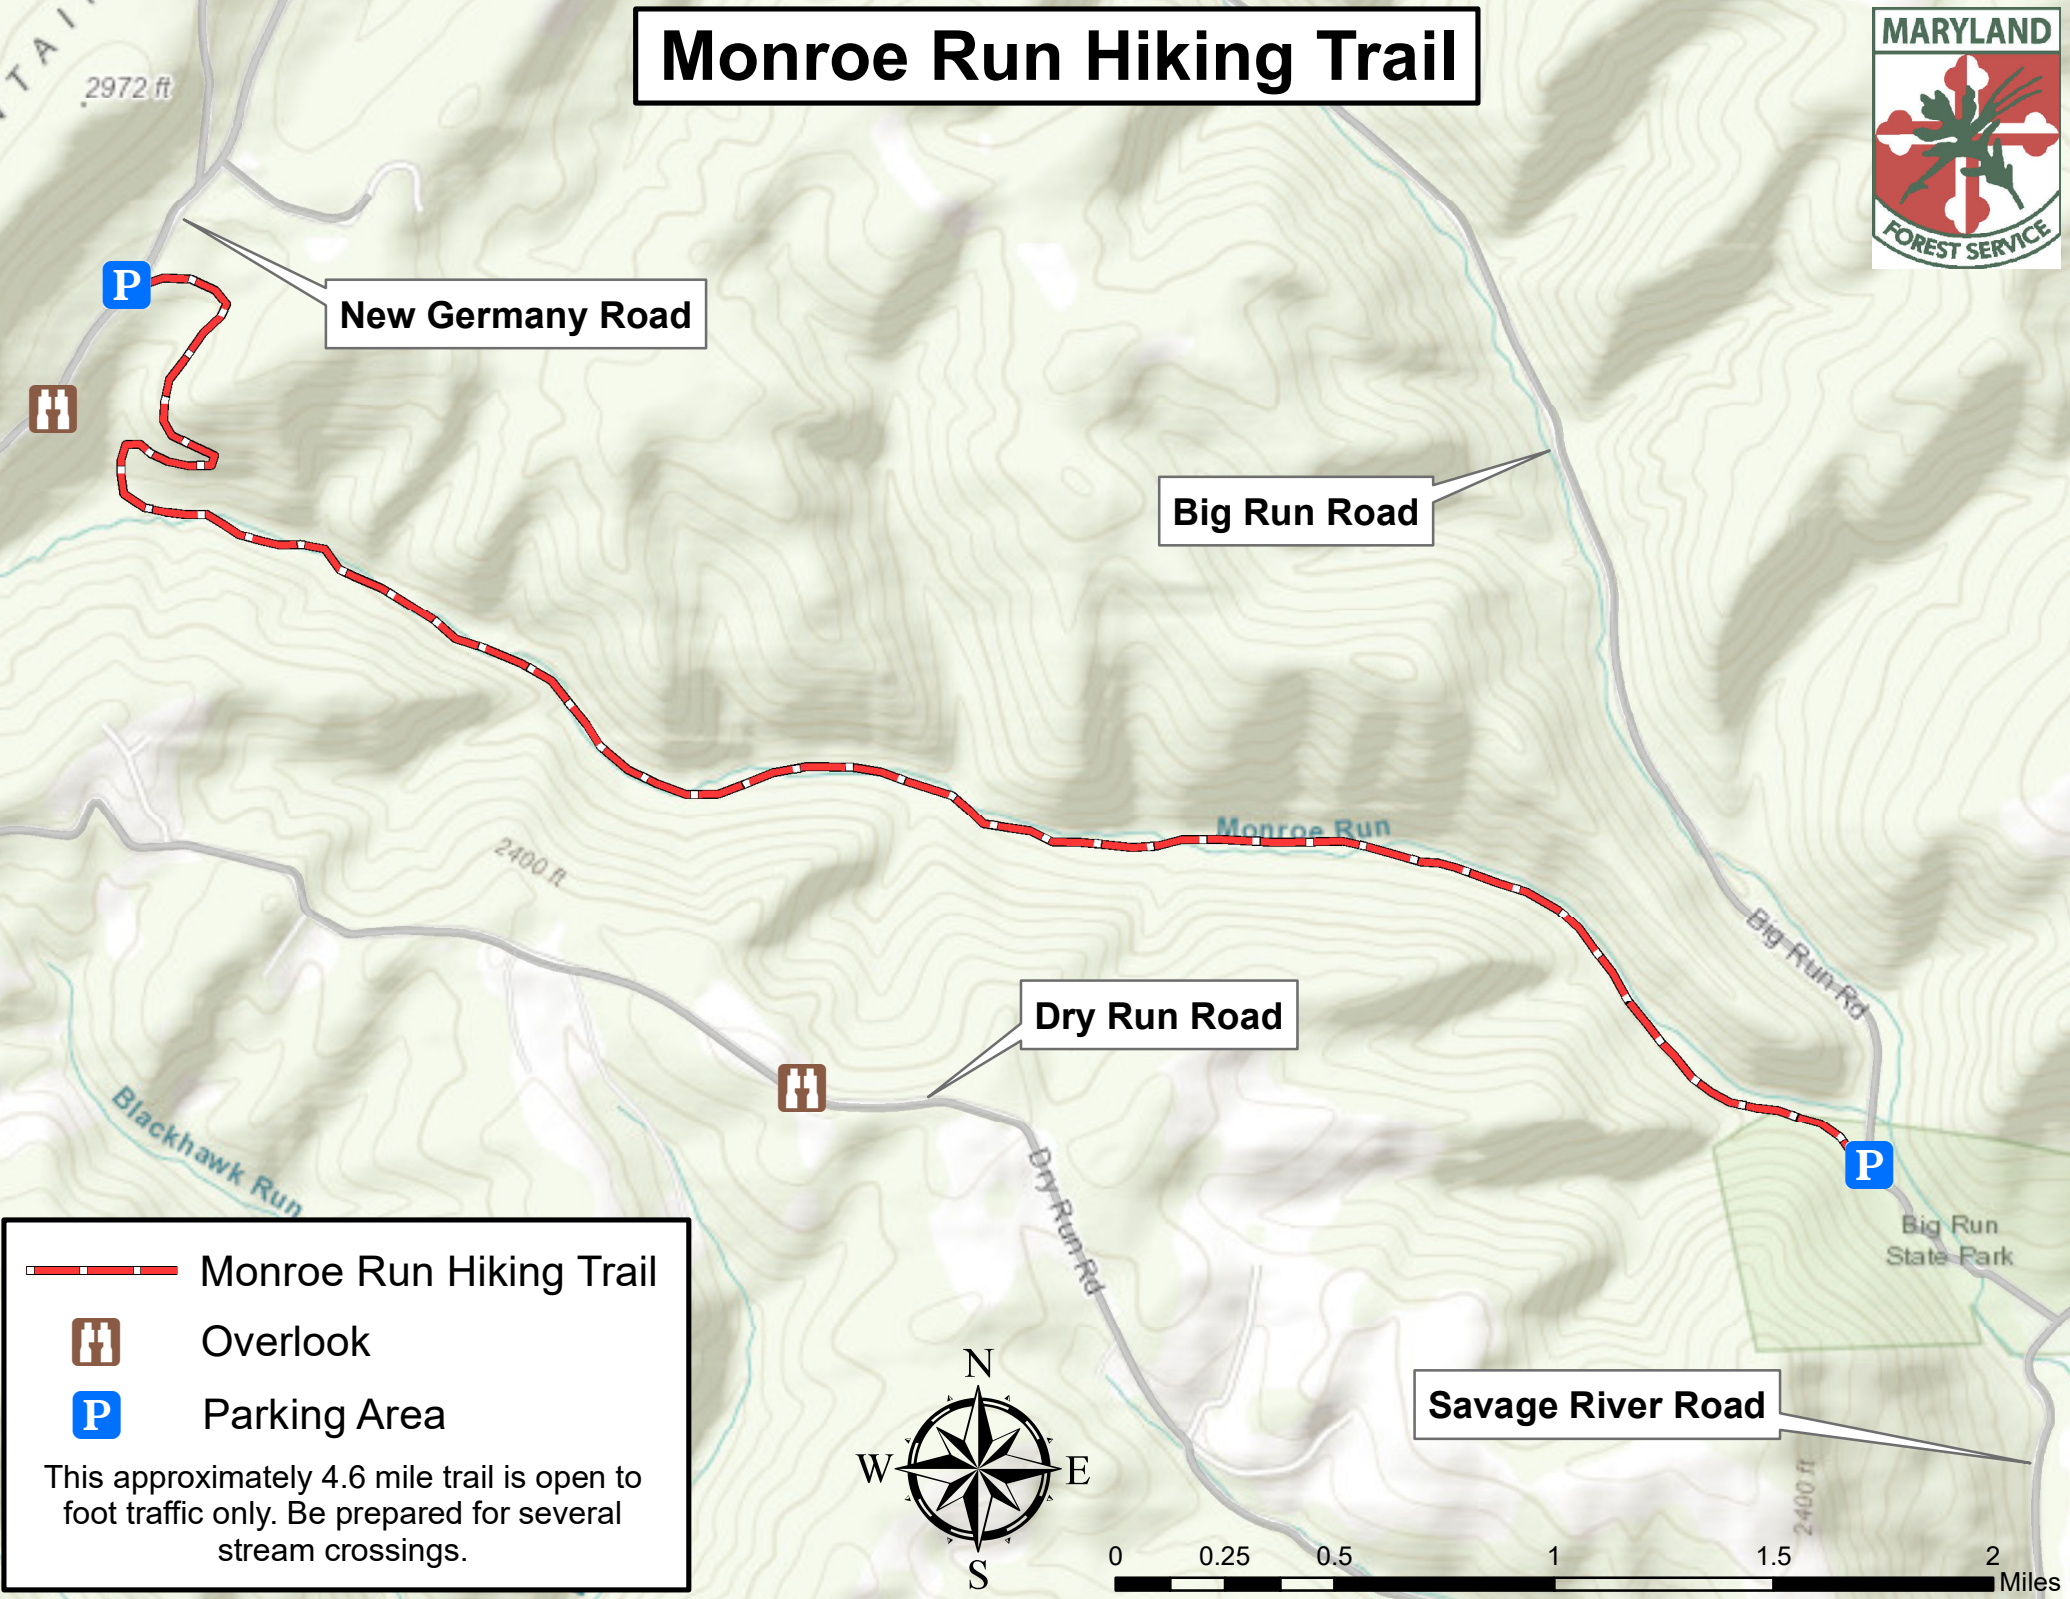 Monroe Run Hiking Trail
MARYLAND
FOREST SERVICE
2972 ft
P
New Germany Road
Big Run Road
Monroe Run
2400 ft
Big Run Rd
Dry Run Road
Blackhawk Run
Dry Run Rd
P
Big Run
State Park
Savage River Road
2400 ft
Monroe Run Hiking Trail
Overlook
P
Parking Area
This approximately 4.6 mile trail is open to
foot traffic only. Be prepared for several
stream crossings.
N
W
E
S
0 0.25 0.5 1 1.5 2
Miles